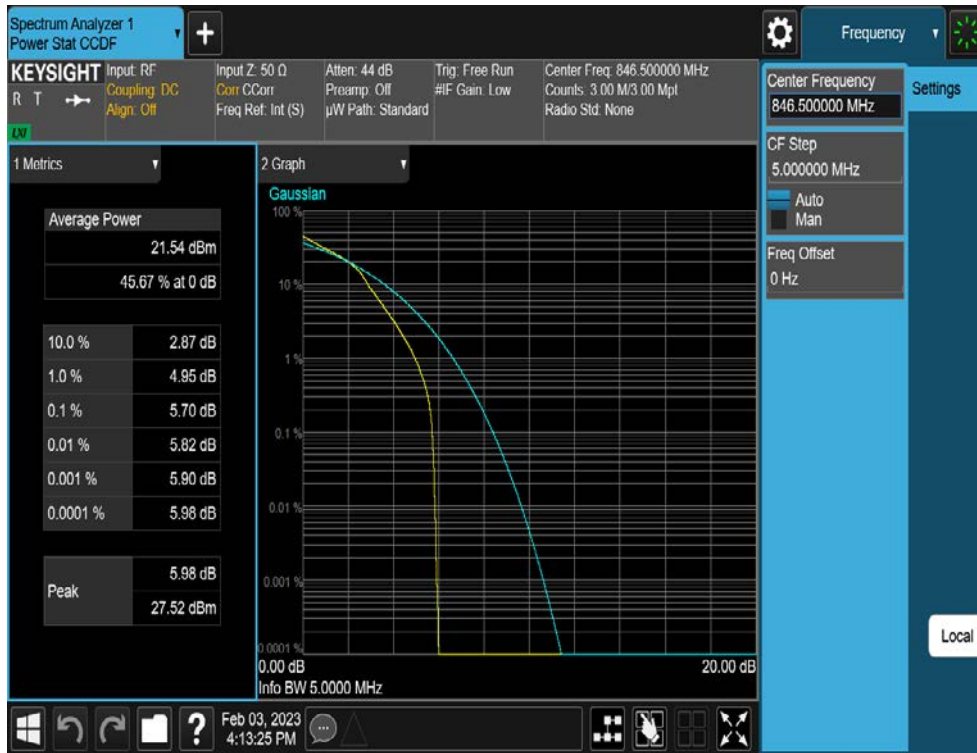 Spectrum Analyzer 1
Power Stat CCDF
+
Frequency
KEYSIGHT
R T
LXI
Input: RF
Coupling: DC
Align: Off
Input Z: 50 Ω
Corr CCorr
Freq Ref: Int (S)
Atten: 44 dB
Preamp: Off
µW Path: Standard
Trig: Free Run
#IF Gain: Low
Center Freq: 846.500000 MHz
Counts: 3.00 M/3.00 Mpt
Radio Std: None
Center Frequency
846.500000 MHz
Settings
CF Step
5.000000 MHz
Auto
Man
Freq Offset
0 Hz
Local
1 Metrics
Average Power
21.54 dBm
45.67 % at 0 dB
10.0 % 2.87 dB
1.0 % 4.95 dB
0.1 % 5.70 dB
0.01 % 5.82 dB
0.001 % 5.90 dB
0.0001 % 5.98 dB
Peak
5.98 dB
27.52 dBm
2 Graph
Gaussian
100 %
10 %
1 %
0.1 %
0.01 %
0.001 %
0.0001 %
0.00 dB 20.00 dB
Info BW 5.0000 MHz
?
Feb 03, 2023
4:13:25 PM